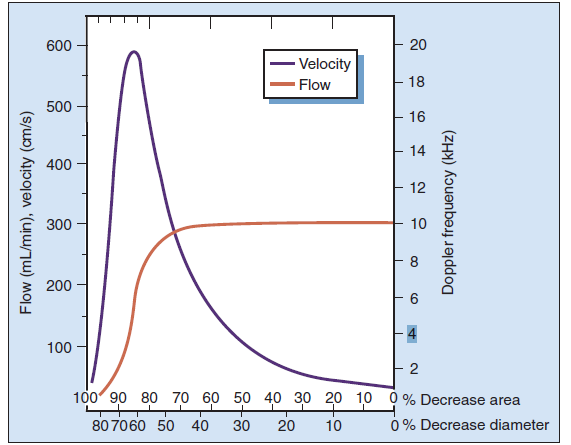 Velocity
Flow
600
500
400
300
200
100
Flow (mL/min), velocity (cm/s)
20
18
16
14
12
10
8
6
4
2
Doppler frequency (kHz)
100 90 80 70 60 50 40 30 20 10 0 % Decrease area
80 70 60 50 40 30 20 10 0 % Decrease diameter